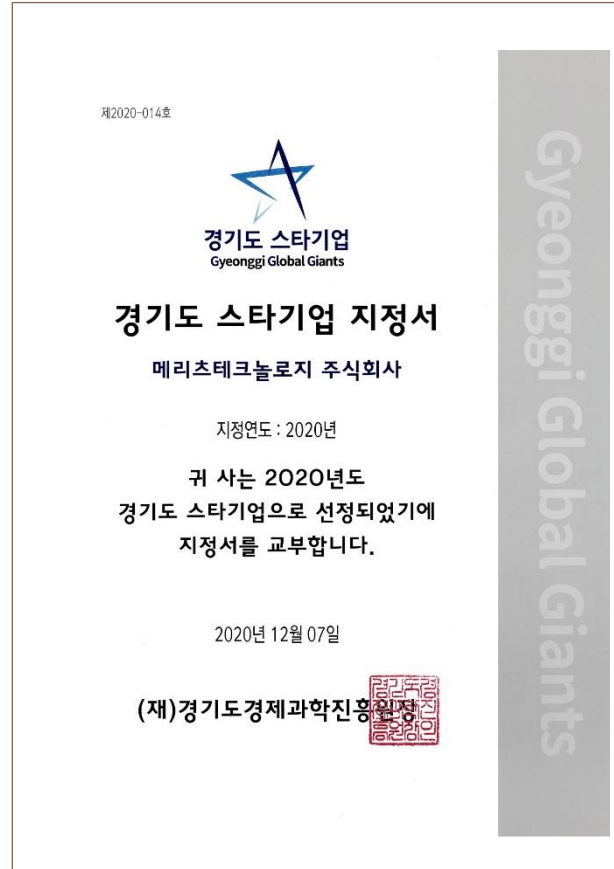 제2020-014호
경기도 스타기업
Gyeonggi Global Giants
경기도 스타기업 지정서
메리츠테크놀로지 주식회사
지정연도 : 2020년
귀 사는 2020년도
경기도 스타기업으로 선정되었기에
지정서를 교부합니다.
2020년 12월 07일
(재)경기도경제과학진흥원장
Gyeonggi Global Giants